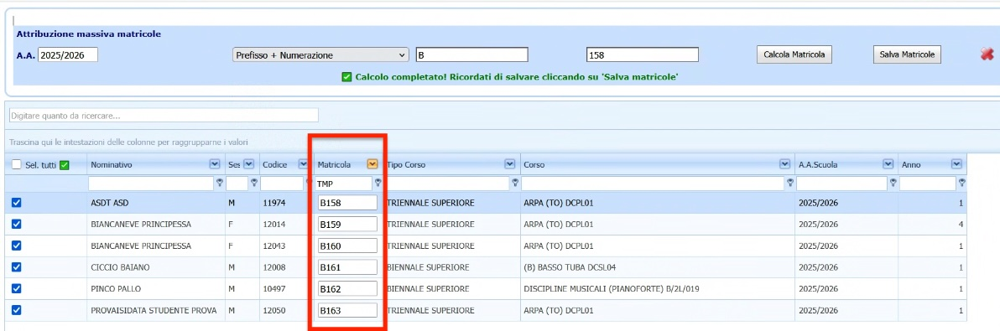 Attribuzione massiva matricole
A.A. 2025/2026 Prefisso + Numerazione B 158 Calcola Matricola Salva Matricole
Calcolo completato! Ricordati di salvare cliccando su 'Salva matricole'
Digitare quanto da ricercare...
Trascina qui le intestazioni delle colonne per raggrupparne i valori
Sel. tutti Nominativo Ses Codice Matricola Tipo Corso Corso A.A.Scuola Anno
TMP
ASDT ASD M 11974 B158 TRIENNALE SUPERIORE ARPA (TO) DCPL01 2025/2026 1
BIANCANEVE PRINCIPESSA F 12014 B159 TRIENNALE SUPERIORE ARPA (TO) DCPL01 2025/2026 4
BIANCANEVE PRINCIPESSA F 12043 B160 TRIENNALE SUPERIORE ARPA (TO) DCPL01 2025/2026 1
CICCIO BAIANO M 12008 B161 BIENNALE SUPERIORE (B) BASSO TUBA DCSL04 2025/2026 1
PINCO PALLO M 10497 B162 BIENNALE SUPERIORE DISCIPLINE MUSICALI (PIANOFORTE) B/2L/019 2025/2026 1
PROVAISIDATA STUDENTE PROVA M 12050 B163 TRIENNALE SUPERIORE ARPA (TO) DCPL01 2025/2026 1